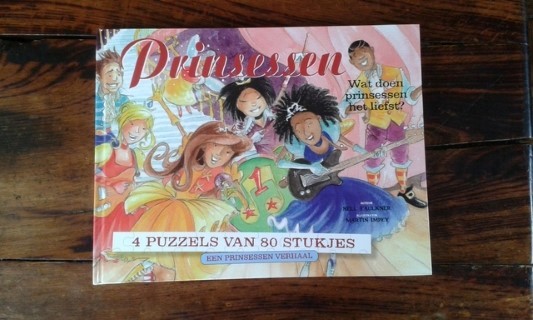 Prinsessen
Wat doen
prinsessen
het liefst?
1
4 PUZZELS VAN 80 STUKJES
EEN PRINSESSEN VERHAAL